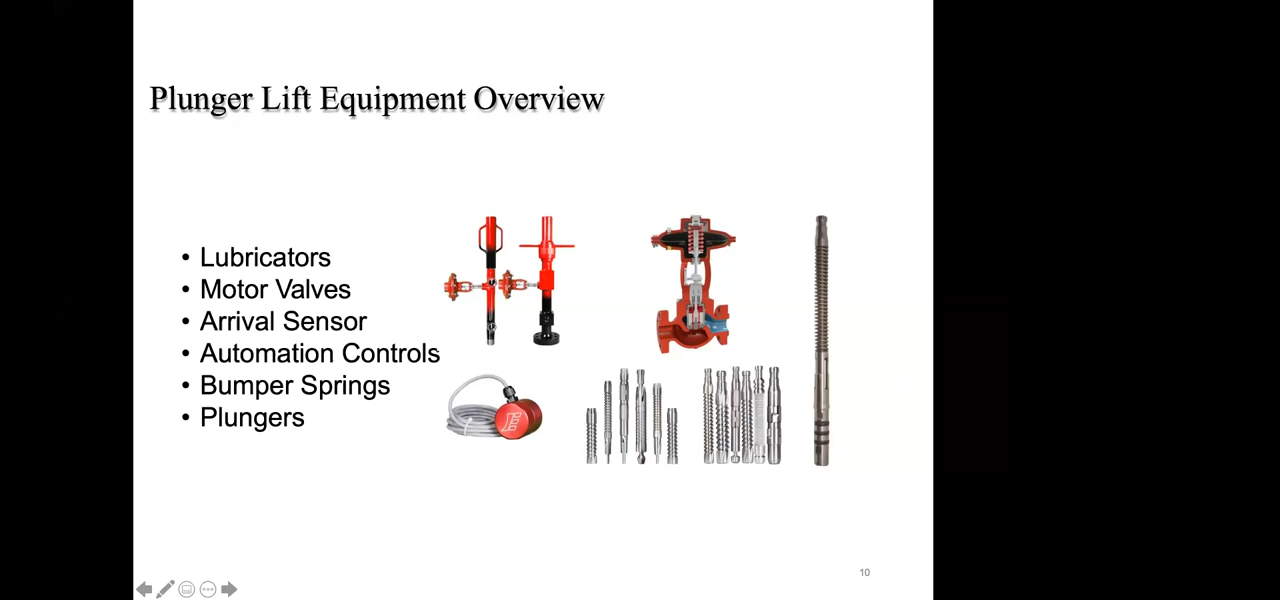 Plunger Lift Equipment Overview
• Lubricators
• Motor Valves
• Arrival Sensor
• Automation Controls
• Bumper Springs
• Plungers
10